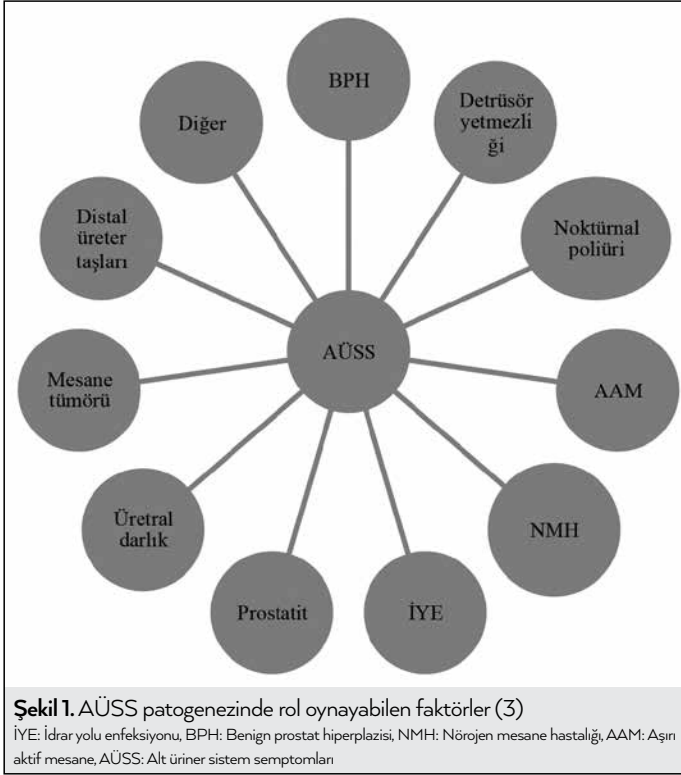 BPH
Detrüsör
yetmezli
ği
Noktürnal
poliüri
AAM
NMH
İYE
Prostatit
Üretral
darlık
Mesane
tümörü
Distal
üreter
taşları
Diğer
AÜSS
Şekil 1. AÜSS patogenezinde rol oynayabilen faktörler (3)
İYE: İdrar yolu enfeksiyonu, BPH: Benign prostat hiperplazisi, NMH: Nörojen mesane hastalığı, AAM: Aşırı
aktif mesane, AÜSS: Alt üriner sistem semptomları